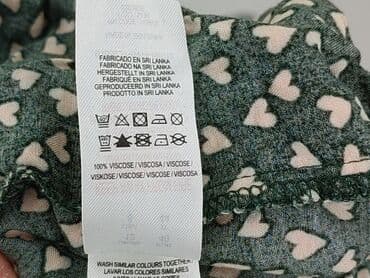 FABRICADO EN SRI LANKA
FABRICADO NA SRI LANKA
HERGESTELLT IN SRI LANKA
FABRIQUÉ EN SRI LANKA
GEPRODUCEERD IN SRI LANKA
PRODOTTO IN SRI LANKA
100% VISCOSE / VISCOSA / VISCOSE /
VISKOSE / VISCOSE / VISCOSE / VISCOSA
WASH SIMILAR COLOURS TOGETHER
LAVAR LOS COLORES SIMILARES